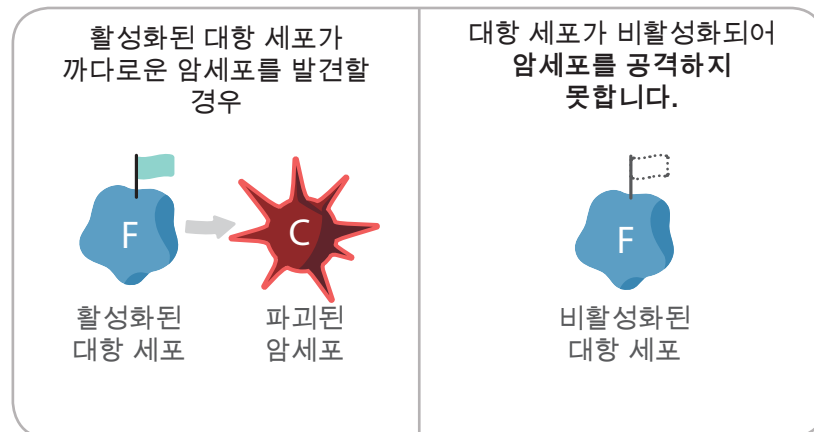 활성화된 대항 세포가
까다로운 암세포를 발견할
경우
F
C
활성화된
대항 세포
파괴된
암세포
대항 세포가 비활성화되어
암세포를 공격하지
못합니다.
F
비활성화된
대항 세포